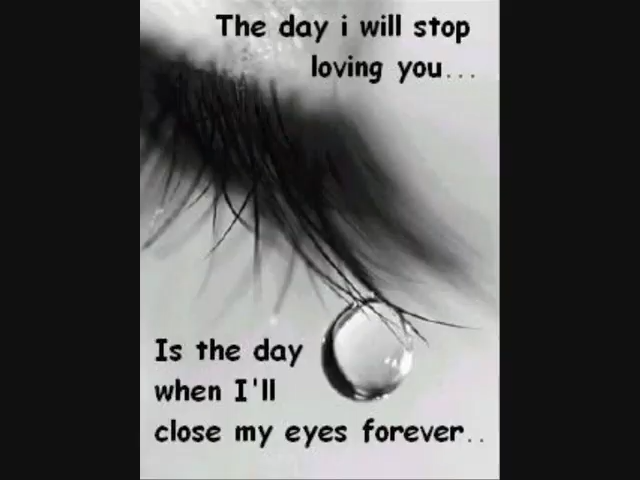 The day i will stop
loving you...
Is the day
when I'll
close my eyes forever..